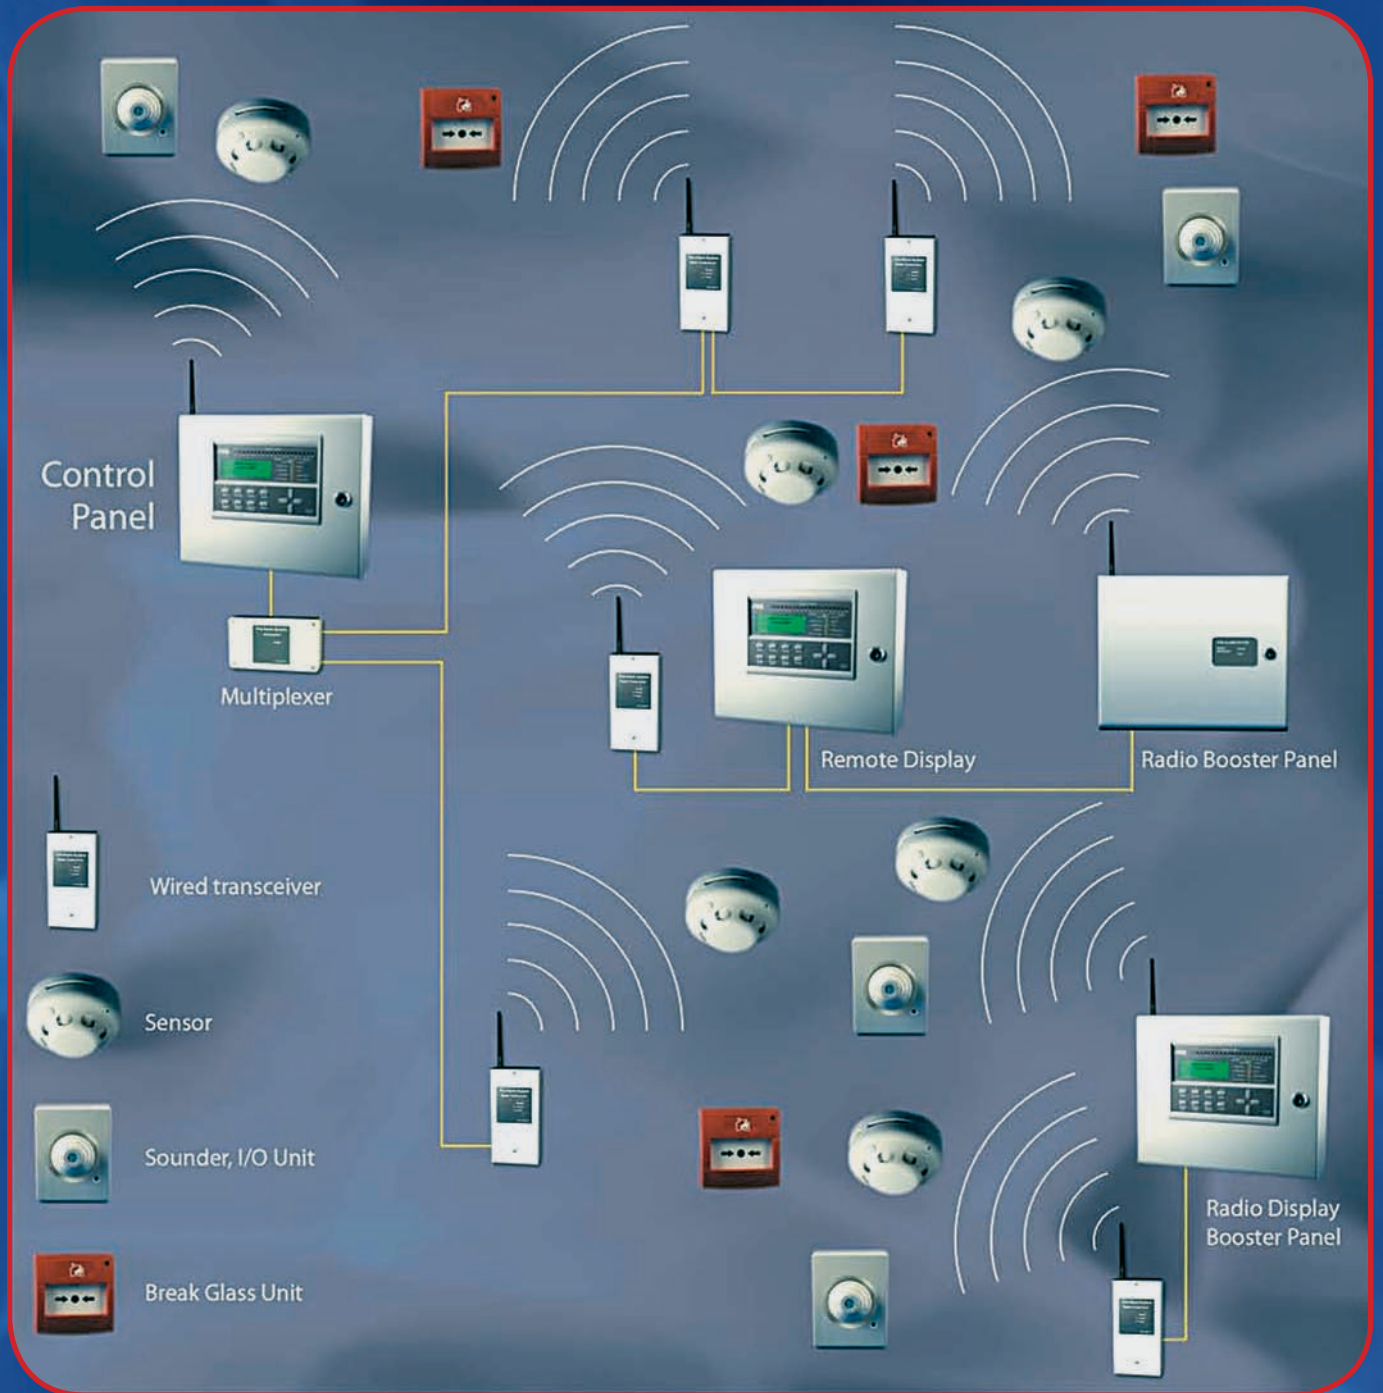 Control
Panel
Multiplexer
Remote Display
Radio Booster Panel
Wired transceiver
Sensor
Sounder, I/O Unit
Radio Display
Booster Panel
Break Glass Unit